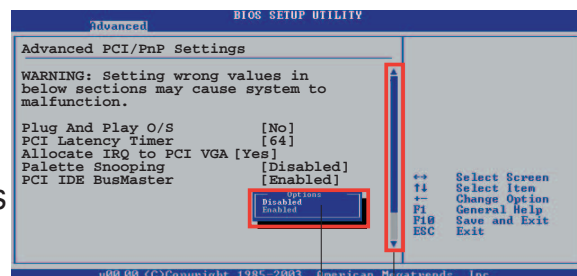 BIOS SETUP UTILITY
Advanced
Advanced PCI/PnP Settings
WARNING: Setting wrong values in
below sections may cause system to
malfunction.
Plug And Play O/S [No]
PCI Latency Timer [64]
Allocate IRQ to PCI VGA [Yes]
Palette Snooping [Disabled]
PCI IDE BusMaster [Enabled]
Options
Disabled
Enabled
↔ Select Screen
↑↓ Select Item
+- Change Option
F1 General Help
F10 Save and Exit
ESC Exit
s
v00.00 (C)Copyright 1985-2003, American Megatrends, Inc.